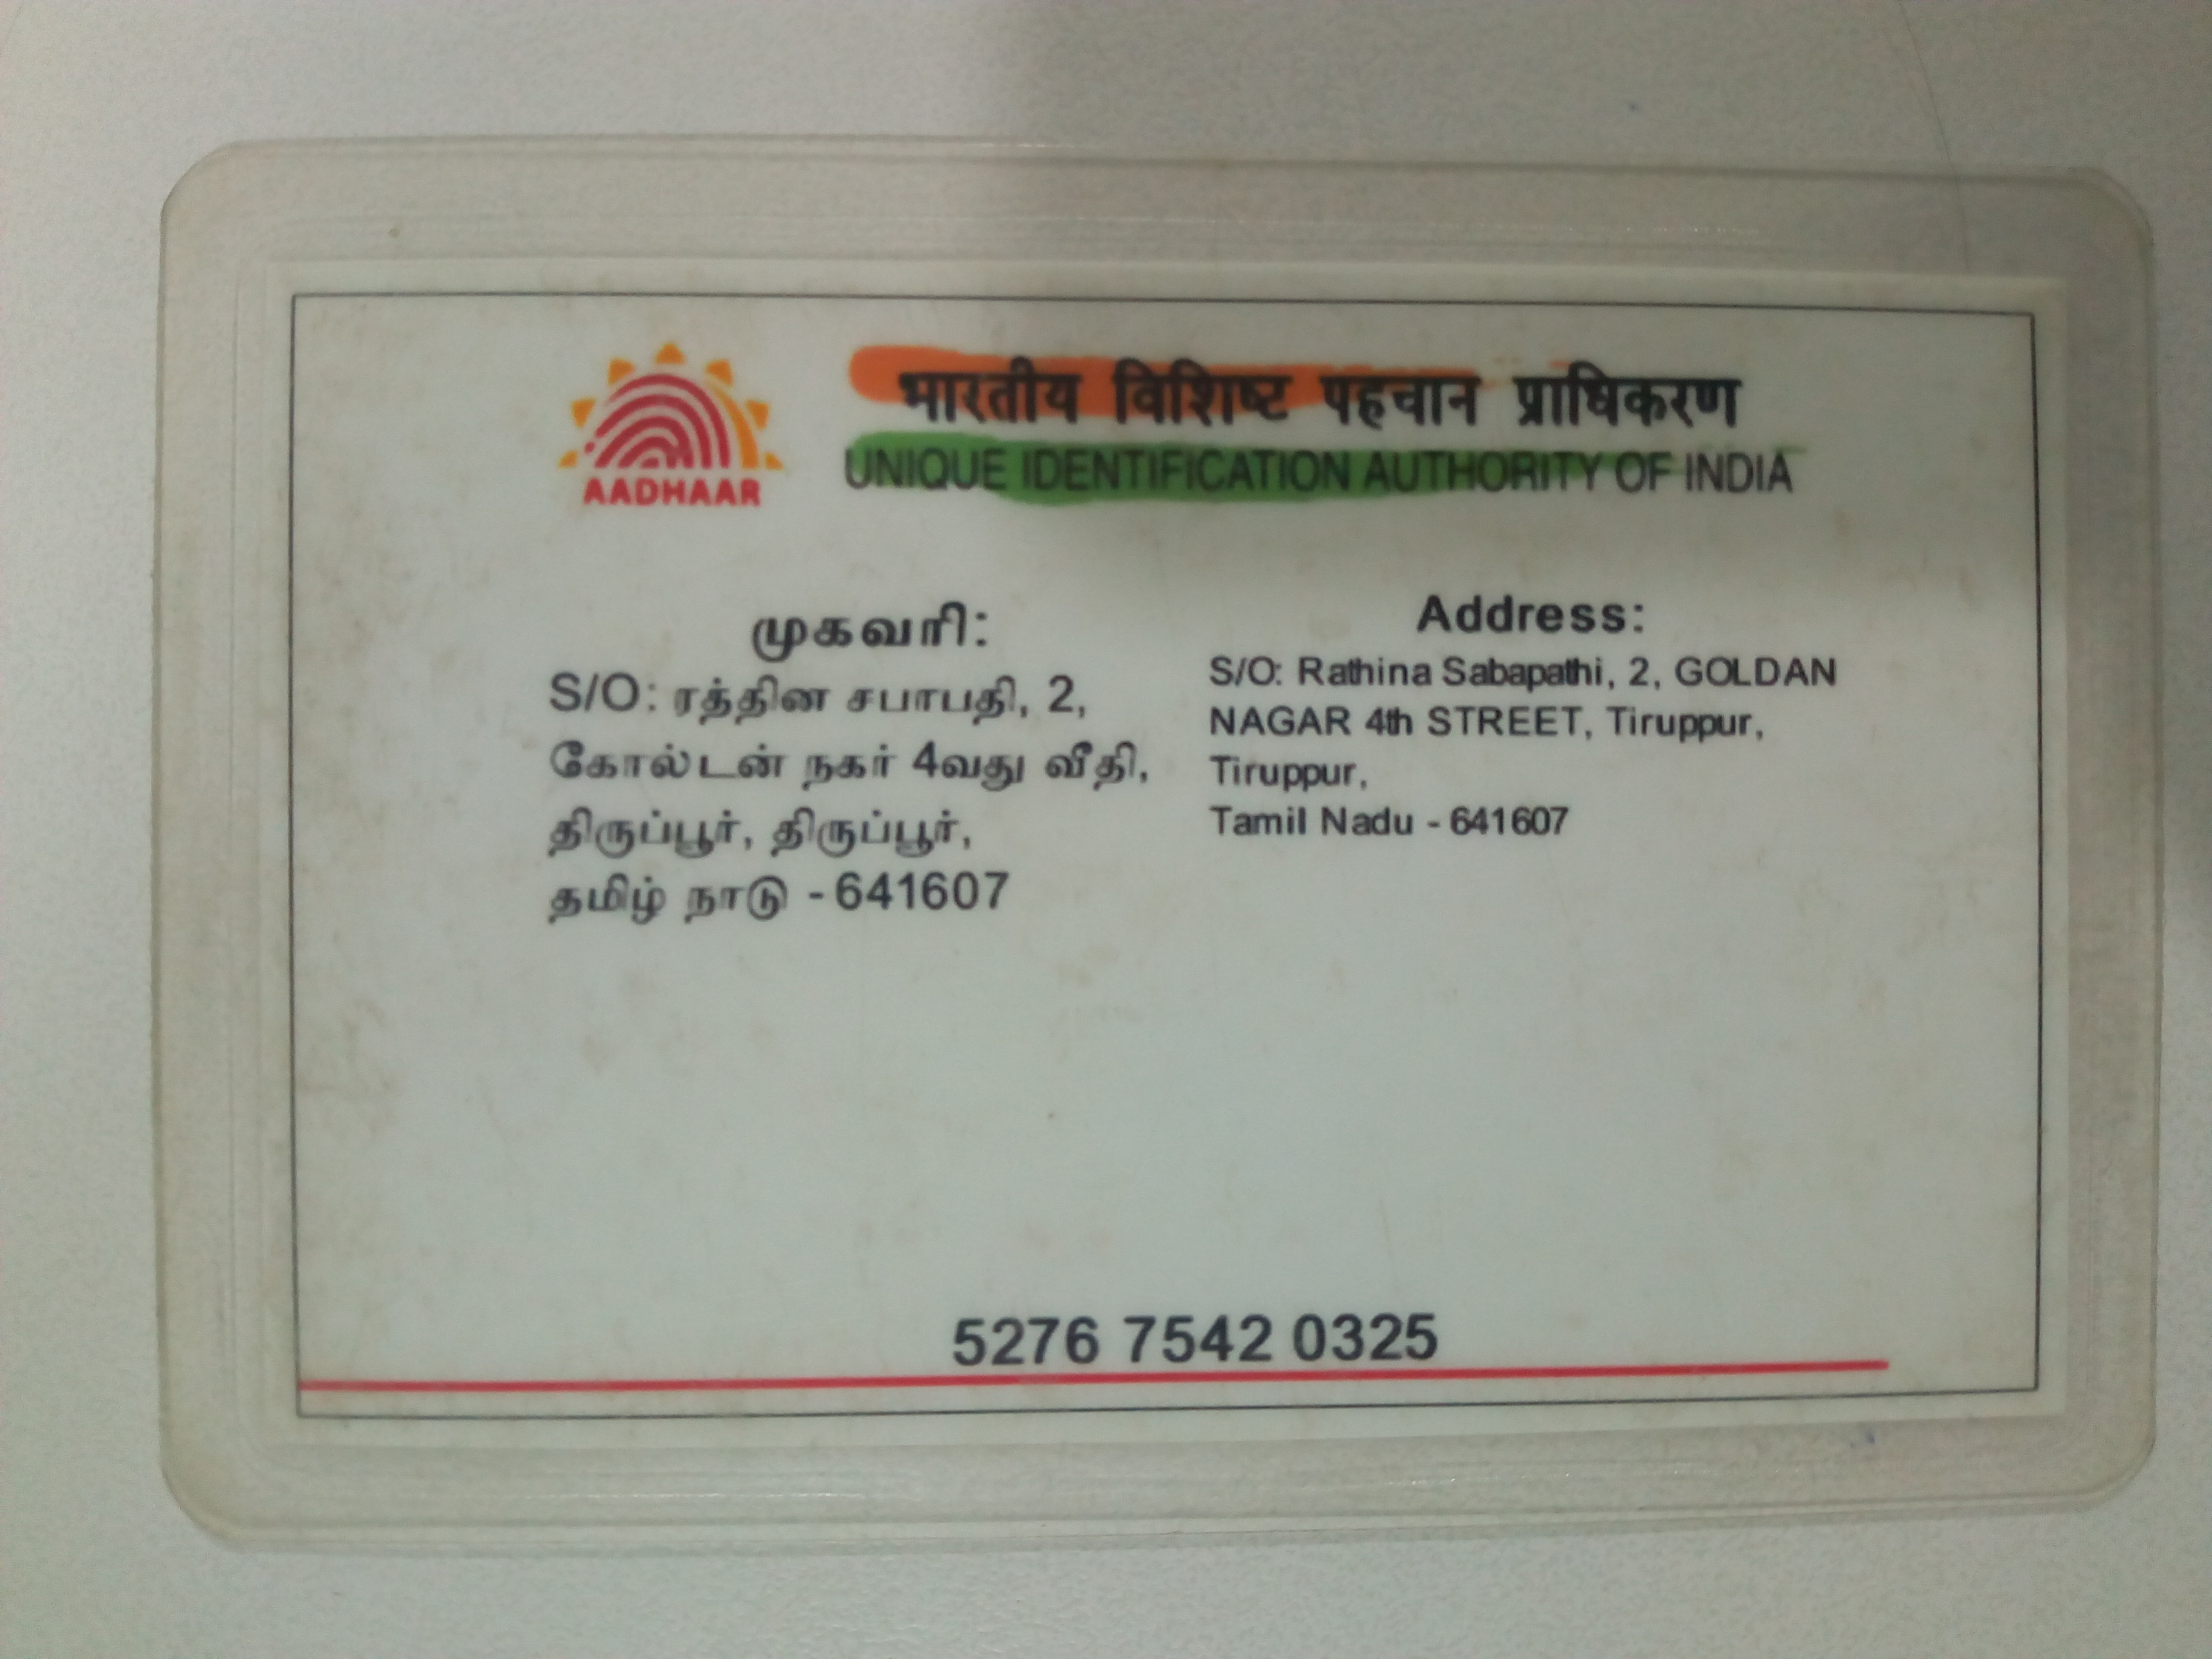 भारतीय विशिष्ट पहचान प्राधिकरण
UNIQUE IDENTIFICATION AUTHORITY OF INDIA
AADHAAR
முகவரி:
S/O: ரத்தின சபாபதி, 2,
கோல்டன் நகர் 4வது வீதி,
திருப்பூர், திருப்பூர்,
தமிழ் நாடு - 641607
Address:
S/O: Rathina Sabapathi, 2, GOLDAN
NAGAR 4th STREET, Tiruppur,
Tiruppur,
Tamil Nadu - 641607
5276 7542 0325